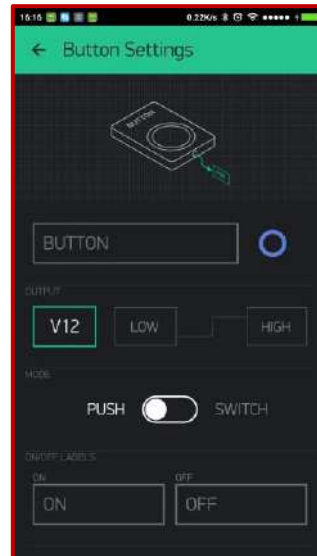 16:16 0.22K/s
← Button Settings
BUTTON
BUTTON
OUTPUT
V12 LOW HIGH
MODE
PUSH SWITCH
ON/OFF LABELS
ON OFF
ON OFF